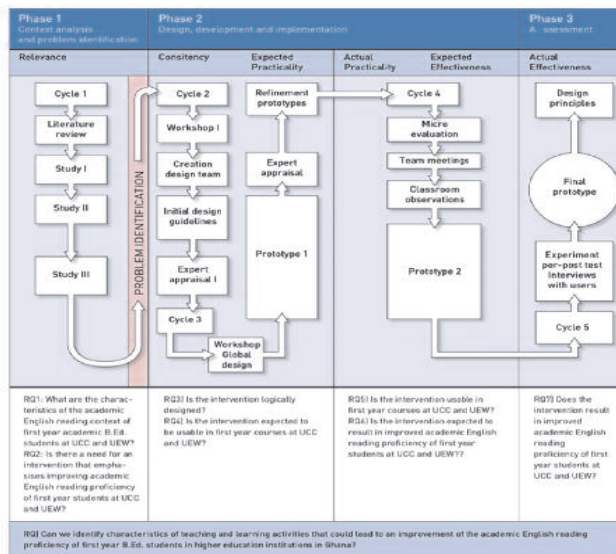 Phase 1
Context analysis
and problem identification
Phase 2
Design, development and implementation
Phase 3
A ssessment
Relevance
Consitency
Expected
Practicality
Actual
Practicality
Expected
Effectiveness
Actual
Effectiveness
Cycle 1
Literature
review
Study I
Study II
Study III
PROBLEM IDENTIFICATION
Cycle 2
Workshop I
Creation
design team
Initial design
guidelines
Expert
appraisal I
Cycle 3
Workshop
Global
design
Refinement
prototypes
Expert
appraisal
Prototype 1
Cycle 4
Micro
evaluation
Team meetings
Classroom
observations
Prototype 2
Design
principles
Final
prototype
Experiment
per-post test
Interviews
with users
Cycle 5
RQ1: What are the charac-
teristics of the academic
English reading context of
first year academic B.Ed.
students at UCC and UEW?
RQ2: Is there a need for an
intervention that empha-
sises improving academic
English reading proficiency
of first year students at UCC
and UEW?
RQ3) Is the intervention logically
designed?
RQ4) Is the intervention expected to
be usable in first year courses at UCC
and UEW?
RQ5) Is the intervention usable in
first year courses at UCC and UEW?
RQ6) Is the intervention expected to
result in improved academic English
reading proficiency of first year
students at UCC and UEW??
RQ7) Does the
intervention result
in improved
academic English
reading
proficiency of first
year students at
UCC and UEW?
RQ) Can we identify characteristics of teaching and learning activities that could lead to an improvement of the academic English reading
proficiency of first year B.Ed. students in higher education institutions in Ghana?